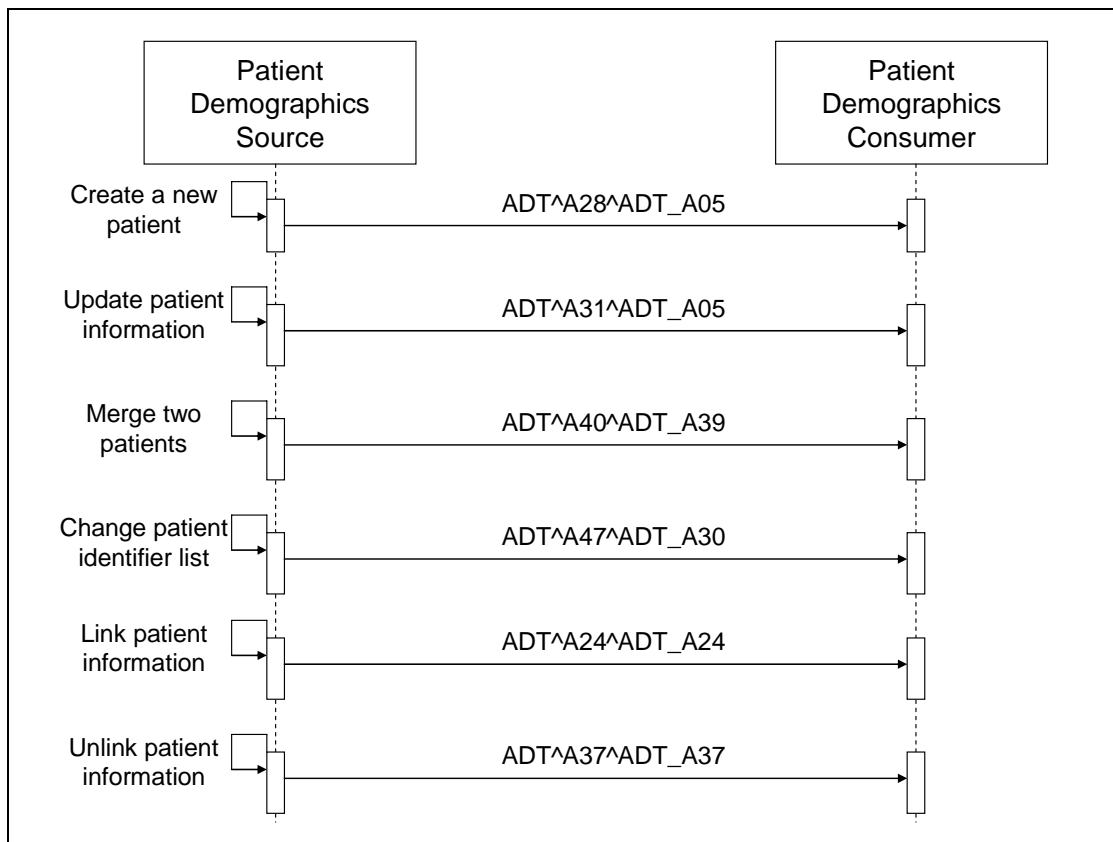 Patient
Demographics
Source
Patient
Demographics
Consumer
Create a new
patient
ADT^A28^ADT_A05
Update patient
information
ADT^A31^ADT_A05
Merge two
patients
ADT^A40^ADT_A39
Change patient
identifier list
ADT^A47^ADT_A30
Link patient
information
ADT^A24^ADT_A24
Unlink patient
information
ADT^A37^ADT_A37